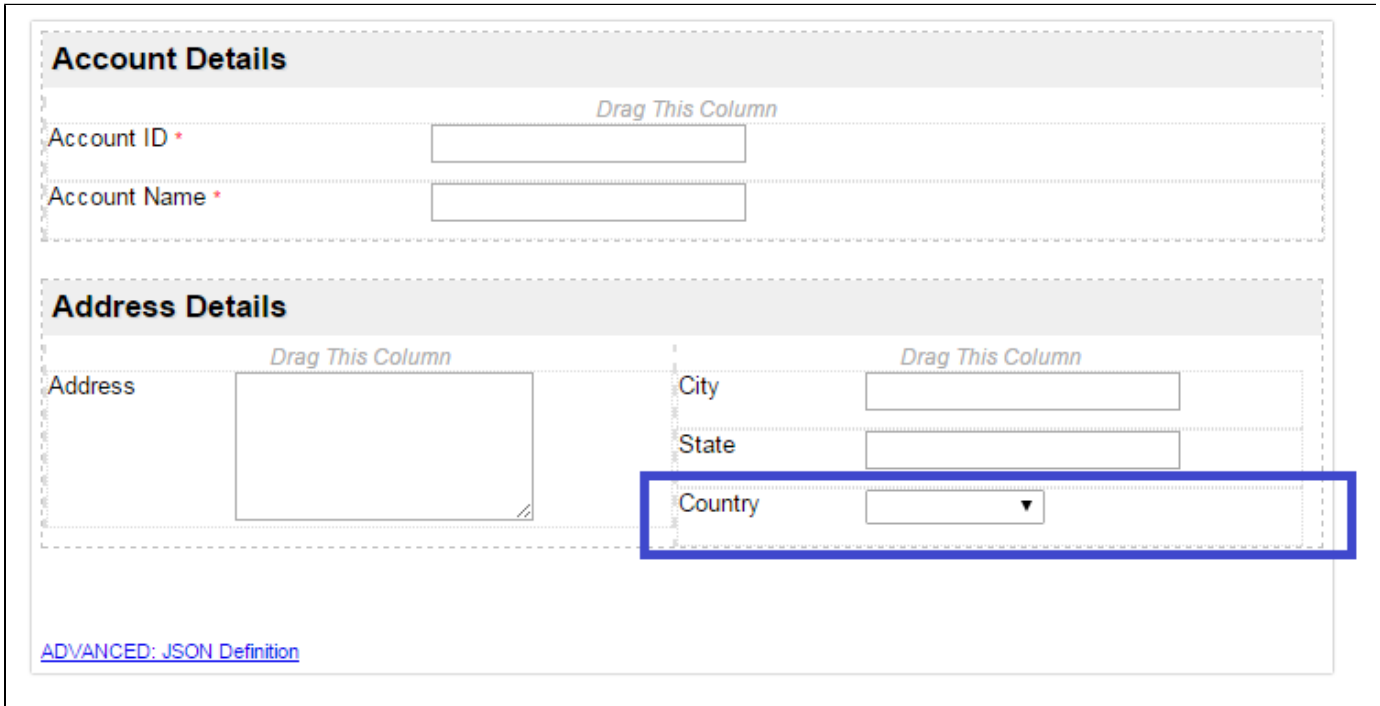 Account Details
Drag This Column
Account ID *
Account Name *
Address Details
Drag This Column
Address
Drag This Column
City
State
Country
ADVANCED: JSON Definition